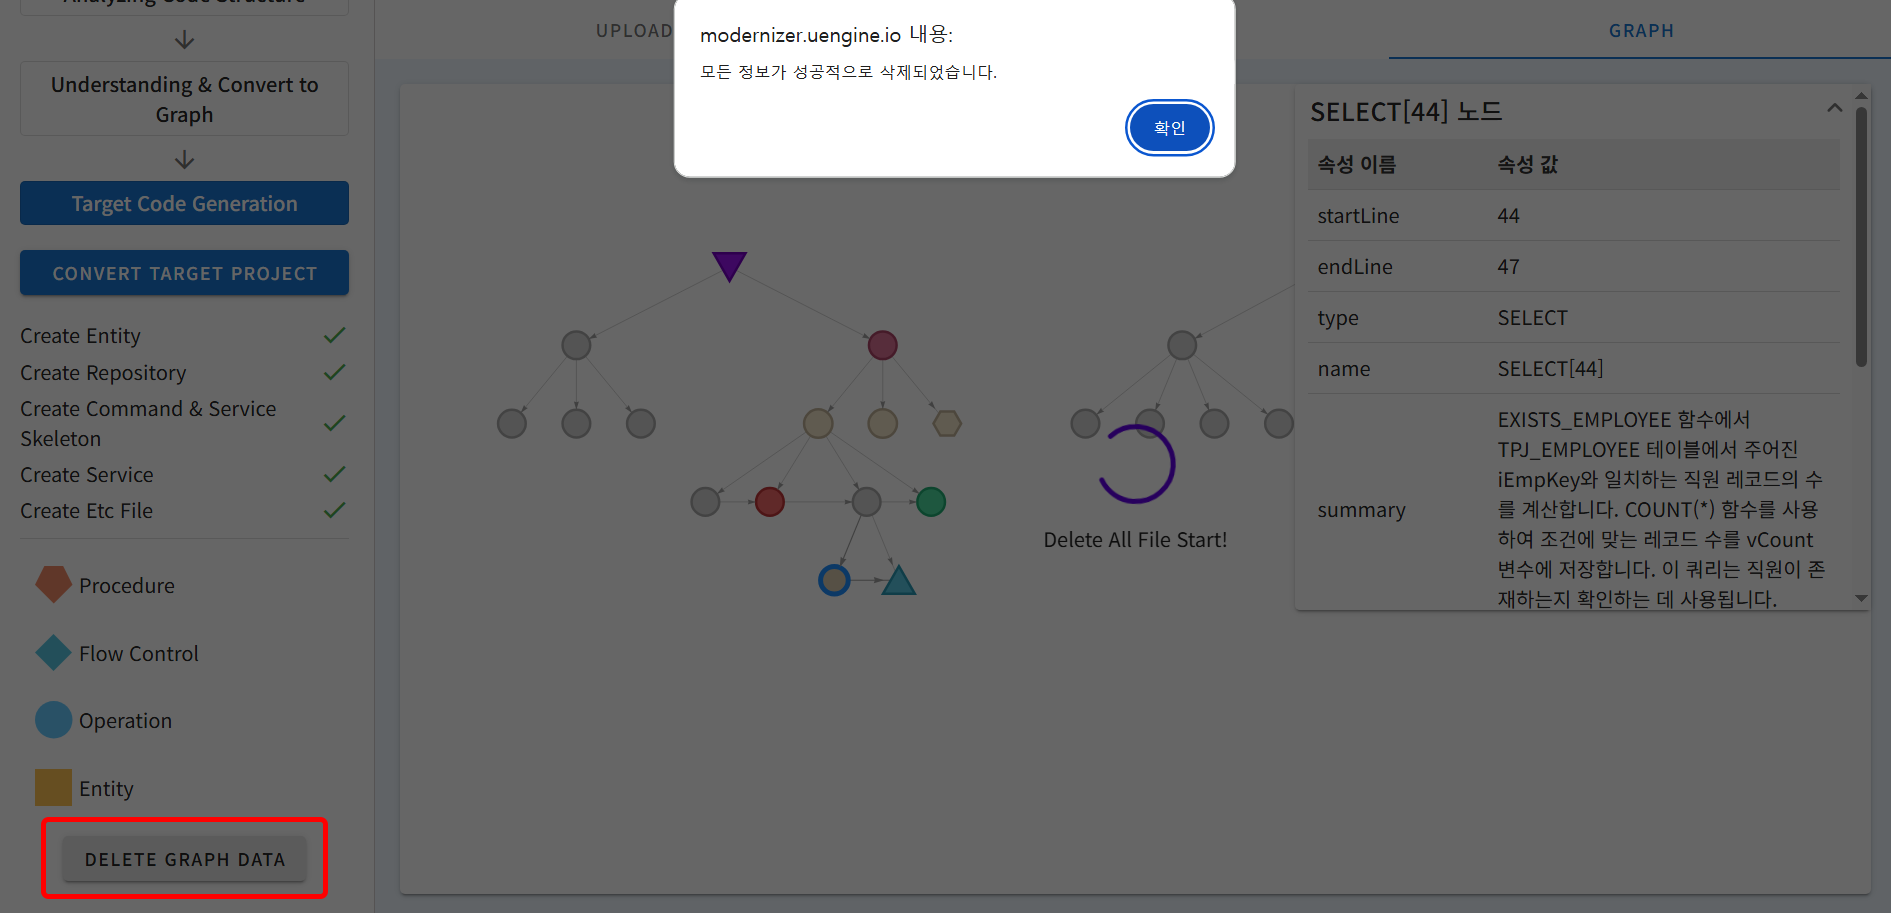 Analyzing Code Structure
Understanding & Convert to
Graph
Target Code Generation
CONVERT TARGET PROJECT
Create Entity
Create Repository
Create Command & Service
Skeleton
Create Service
Create Etc File
Procedure
Flow Control
Operation
Entity
DELETE GRAPH DATA
UPLOAD
GRAPH
modernizer.uengine.io 내용:
모든 정보가 성공적으로 삭제되었습니다.
확인
Delete All File Start!
SELECT[44] 노드
속성 이름 속성 값
startLine 44
endLine 47
type SELECT
name SELECT[44]
summary
EXISTS_EMPLOYEE 함수에서
TPJ_EMPLOYEE 테이블에서 주어진
iEmpKey와 일치하는 직원 레코드의 수
를 계산합니다. COUNT(*) 함수를 사용
하여 조건에 맞는 레코드 수를 vCount
변수에 저장합니다. 이 쿼리는 직원이 존
재하는지 확인하는 데 사용됩니다.